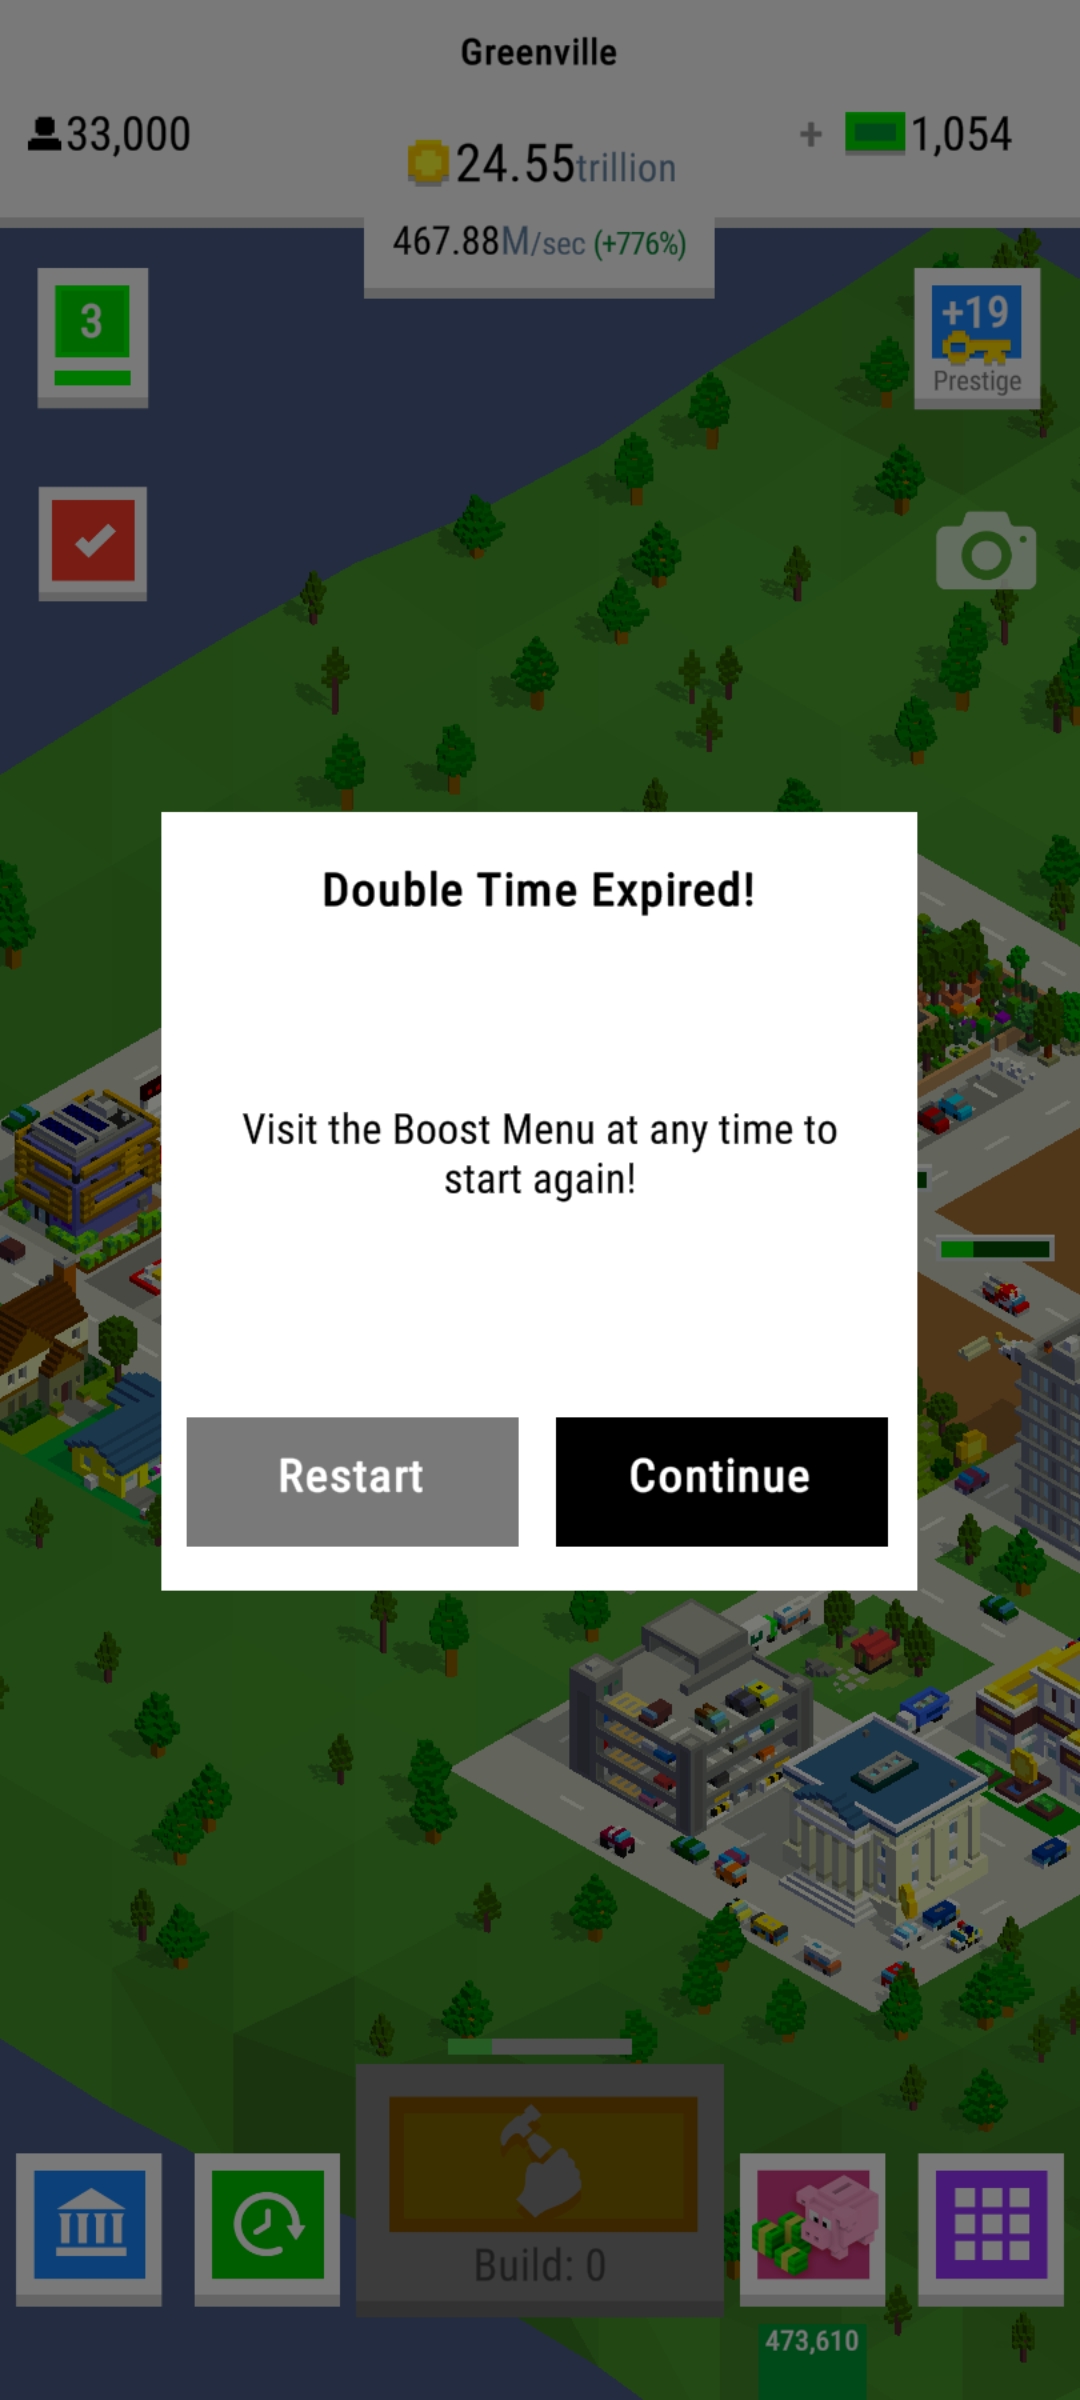 Greenville
33,000
24.55trillion
+ 1,054
467.88M/sec (+776%)
3
+19
Prestige
Double Time Expired!
Visit the Boost Menu at any time to
start again!
Restart
Continue
Build: 0
473,610